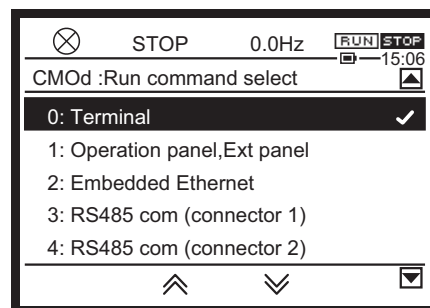 STOP 0.0Hz RUN STOP
15:06
CMOd :Run command select
0: Terminal
1: Operation panel,Ext panel
2: Embedded Ethernet
3: RS485 com (connector 1)
4: RS485 com (connector 2)